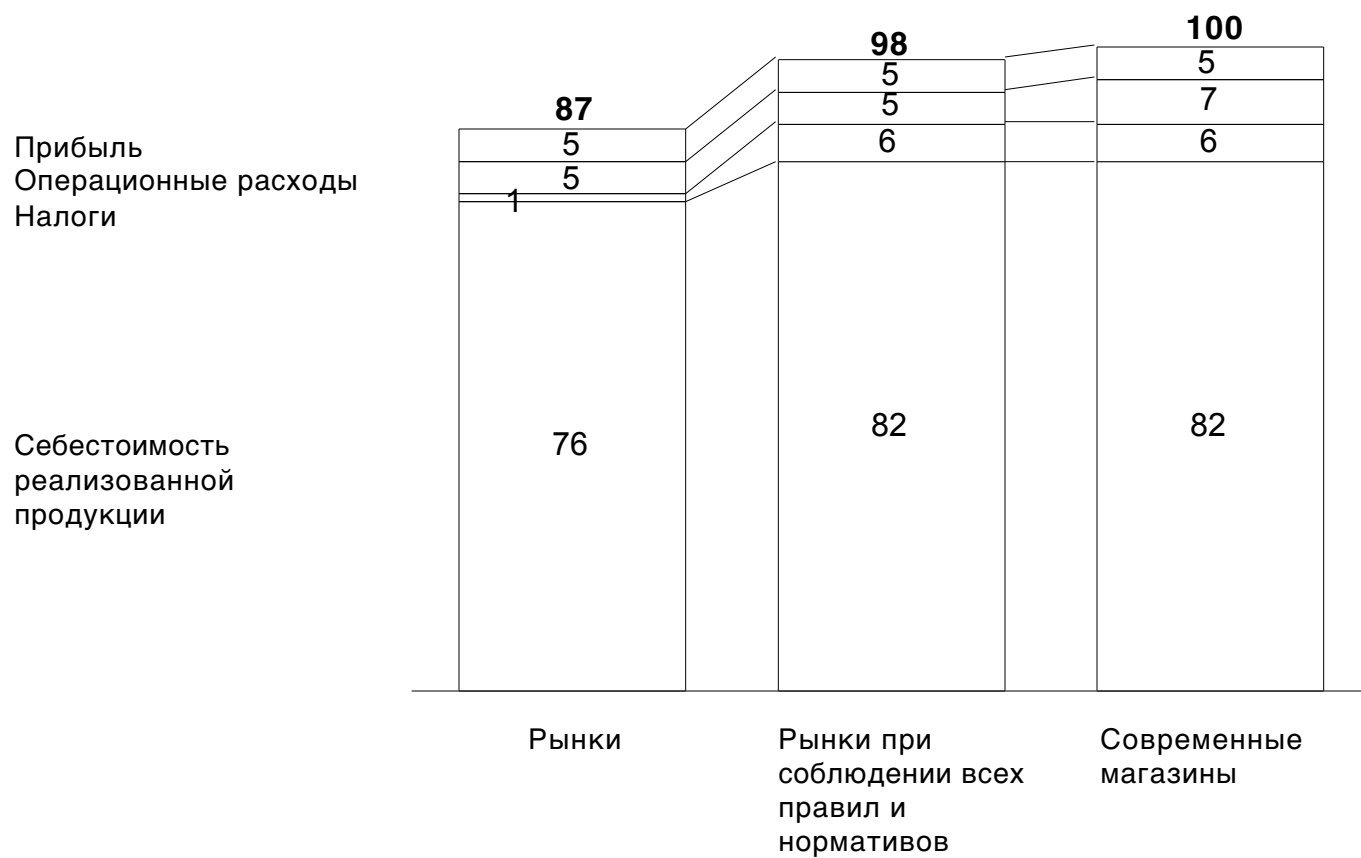 100
98
5
5
87
5
7
Прибыль
5
6
6
Операционные расходы
5
Налоги
1
Себестоимость
реализованной
продукции
76
82
82
Рынки
Рынки при
соблюдении всех
правил и
нормативов
Современные
магазины